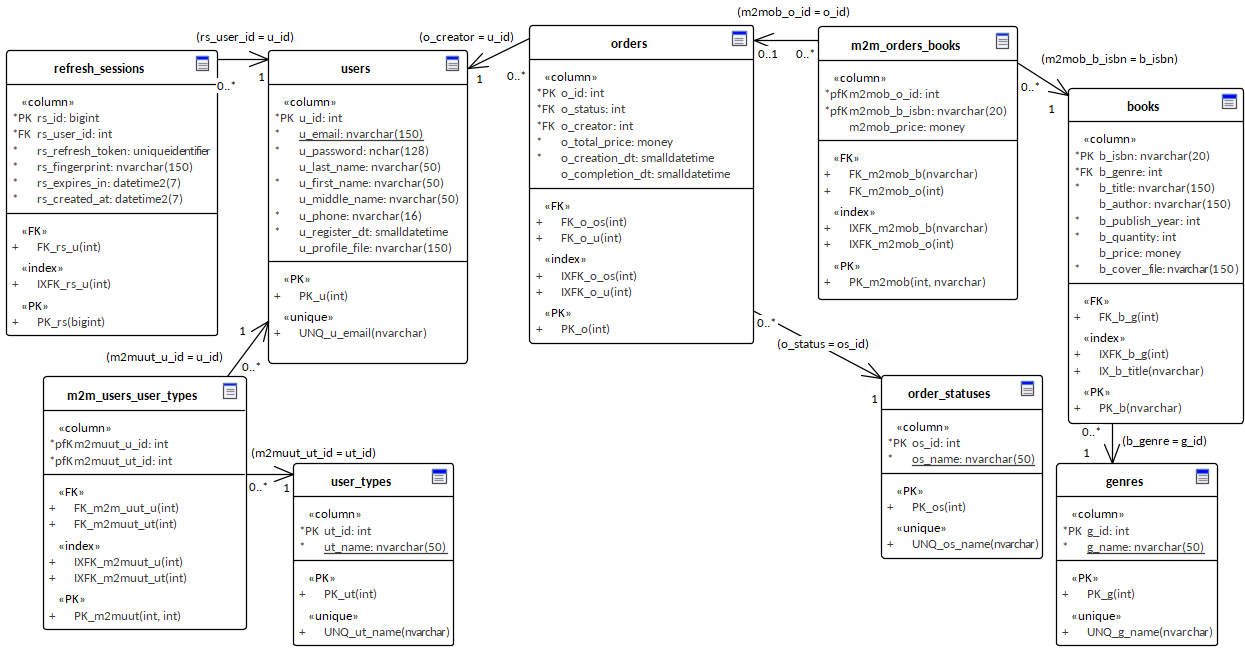 (m2mob_o_id = o_id)
(rs_user_id = u_id)
(o_creator = u_id)
(m2mob_b_isbn = b_isbn)
refresh_sessions
0..*
1
«column»
*PK rs_id: bigint
*FK rs_user_id: int
* rs_refresh_token: uniqueidentifier
* rs_fingerprint: nvarchar(150)
* rs_expires_in: datetime2(7)
* rs_created_at: datetime2(7)
«FK»
+ FK_rs_u(int)
«index»
+ IXFK_rs_u(int)
«PK»
+ PK_rs(bigint)
users
1
0..*
«column»
*PK u_id: int
* u_email: nvarchar(150)
* u_password: nchar(128)
u_last_name: nvarchar(50)
* u_first_name: nvarchar(50)
u_middle_name: nvarchar(50)
* u_phone: nvarchar(16)
* u_register_dt: smalldatetime
u_profile_file: nvarchar(150)
«PK»
+ PK_u(int)
«unique»
+ UNQ_u_email(nvarchar)
orders
0..1
0..*
«column»
*PK o_id: int
*FK o_status: int
*FK o_creator: int
* o_total_price: money
* o_creation_dt: smalldatetime
o_completion_dt: smalldatetime
«FK»
+ FK_o_os(int)
+ FK_o_u(int)
«index»
+ IXFK_o_os(int)
+ IXFK_o_u(int)
«PK»
+ PK_o(int)
m2m_orders_books
0..*
1
«column»
*pfK m2mob_o_id: int
*pfK m2mob_b_isbn: nvarchar(20)
m2mob_price: money
«FK»
+ FK_m2mob_b(nvarchar)
+ FK_m2mob_o(int)
«index»
+ IXFK_m2mob_b(nvarchar)
+ IXFK_m2mob_o(int)
«PK»
+ PK_m2mob(int, nvarchar)
books
«column»
*PK b_isbn: nvarchar(20)
*FK b_genre: int
* b_title: nvarchar(150)
b_author: nvarchar(150)
* b_publish_year: int
* b_quantity: int
b_price: money
* b_cover_file: nvarchar(150)
«FK»
+ FK_b_g(int)
«index»
+ IXFK_b_g(int)
+ IX_b_title(nvarchar)
«PK»
+ PK_b(nvarchar)
1
(m2muut_u_id = u_id)
0..*
m2m_users_user_types
«column»
*pfK m2muut_u_id: int
*pfK m2muut_ut_id: int
«FK»
+ FK_m2m_uut_u(int)
+ FK_m2muut_ut(int)
«index»
+ IXFK_m2muut_u(int)
+ IXFK_m2muut_ut(int)
«PK»
+ PK_m2muut(int, int)
(m2muut_ut_id = ut_id)
0..*
1
user_types
«column»
*PK ut_id: int
* ut_name: nvarchar(50)
«PK»
+ PK_ut(int)
«unique»
+ UNQ_ut_name(nvarchar)
0..*
(o_status = os_id)
1
order_statuses
«column»
*PK os_id: int
* os_name: nvarchar(50)
«PK»
+ PK_os(int)
«unique»
+ UNQ_os_name(nvarchar)
0..*
(b_genre = g_id)
1
genres
«column»
*PK g_id: int
* g_name: nvarchar(50)
«PK»
+ PK_g(int)
«unique»
+ UNQ_g_name(nvarchar)